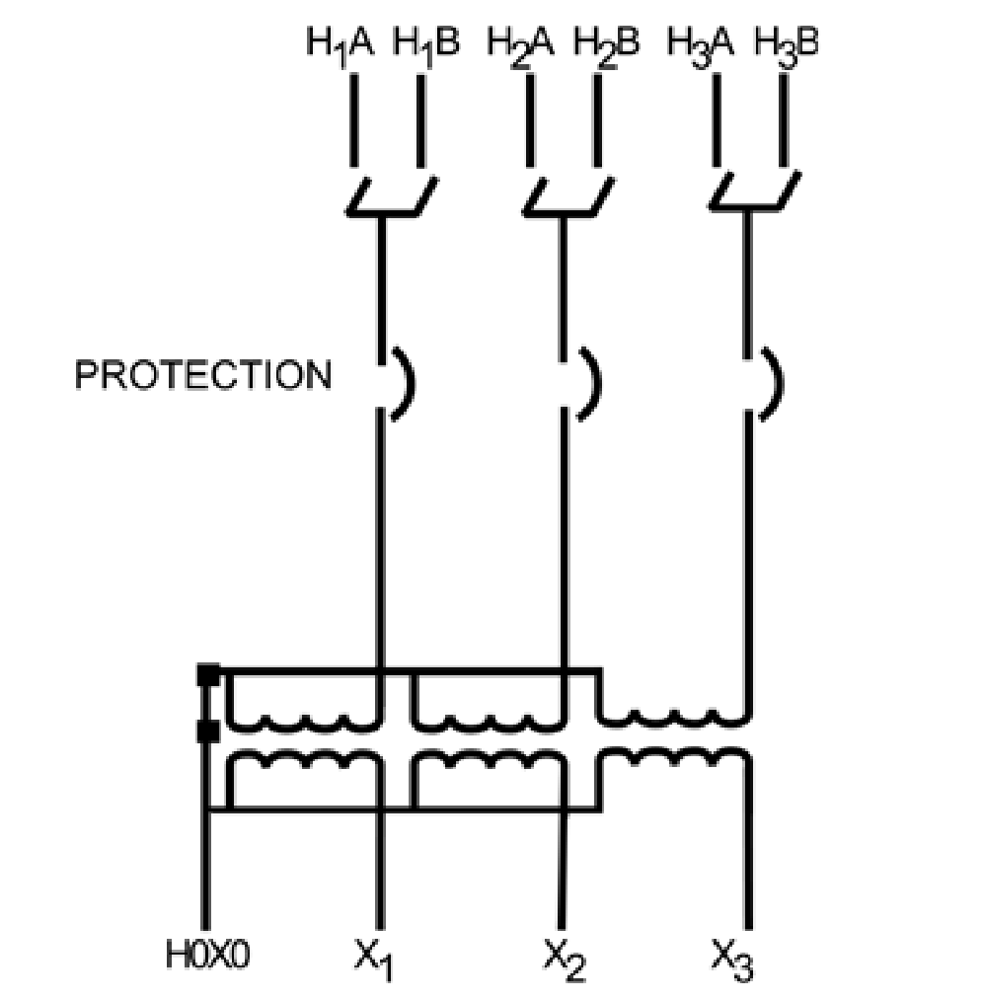 H1A H1B H2A H2B H3A H3B
PROTECTION
H0X0 X1 X2 X3